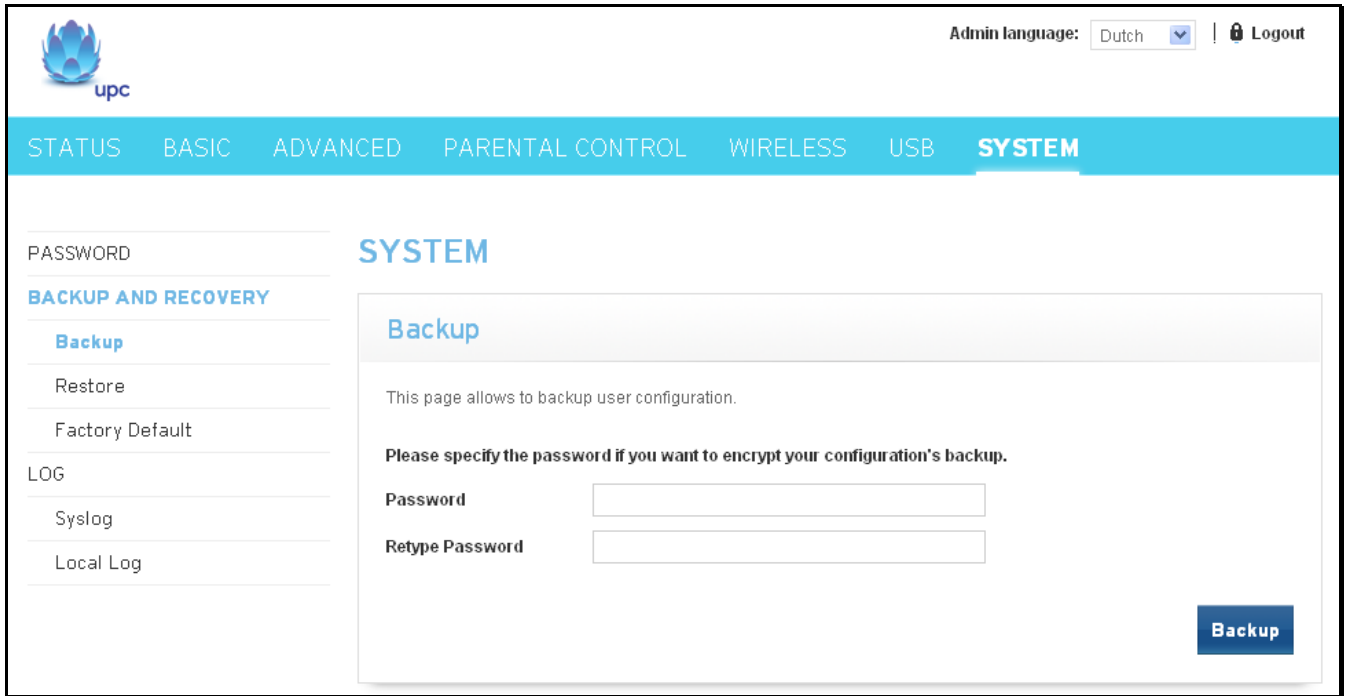 upc
Admin language: Dutch | Logout
STATUS BASIC ADVANCED PARENTAL CONTROL WIRELESS USB SYSTEM
PASSWORD
BACKUP AND RECOVERY
Backup
Restore
Factory Default
LOG
Syslog
Local Log
SYSTEM
Backup
This page allows to backup user configuration.
Please specify the password if you want to encrypt your configuration's backup.
Password
Retype Password
Backup